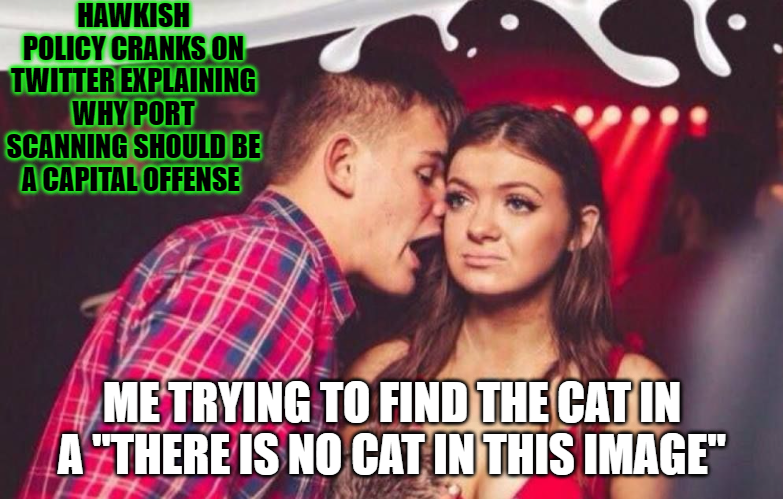 HAWKISH
POLICY CRANKS ON
TWITTER EXPLAINING
WHY PORT
SCANNING SHOULD BE
A CAPITAL OFFENSE
ME TRYING TO FIND THE CAT IN
A "THERE IS NO CAT IN THIS IMAGE"